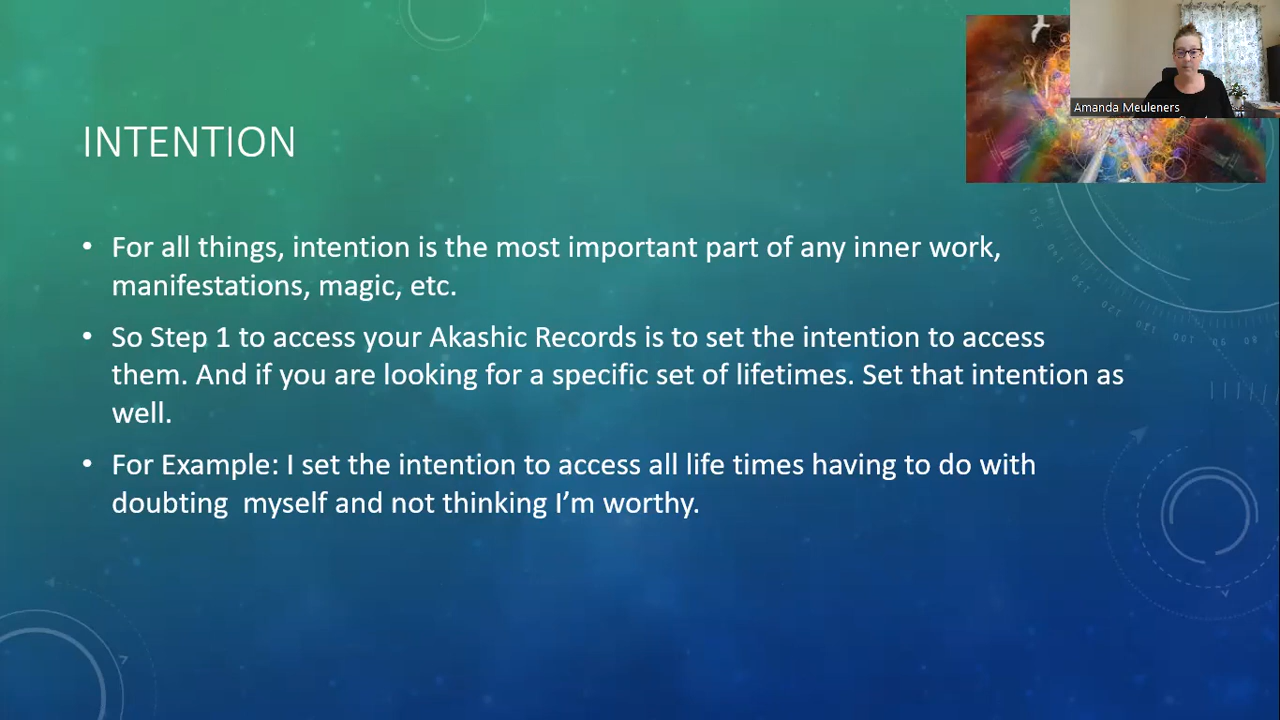 Amanda Meuleners
INTENTION
• For all things, intention is the most important part of any inner work,
manifestations, magic, etc.
• So Step 1 to access your Akashic Records is to set the intention to access
them. And if you are looking for a specific set of lifetimes. Set that intention as
well.
• For Example: I set the intention to access all life times having to do with
doubting  myself and not thinking I’m worthy.